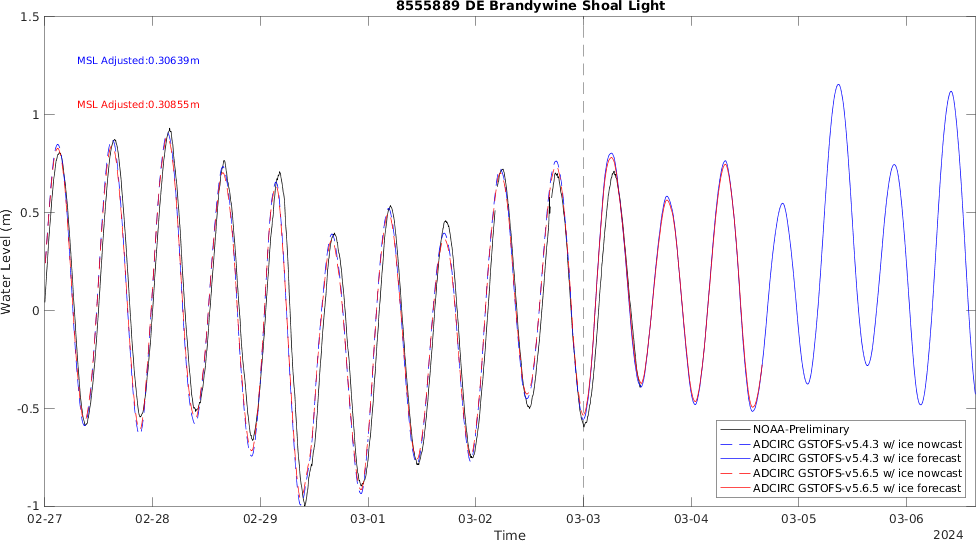 8555889 DE Brandywine Shoal Light
1.5
MSL Adjusted:0.30639m
MSL Adjusted:0.30855m
1
0.5
0
-0.5
-1
Water Level (m)
NOAA-Preliminary
ADCIRC GSTOFS-v5.4.3 w/ ice nowcast
ADCIRC GSTOFS-v5.4.3 w/ ice forecast
ADCIRC GSTOFS-v5.6.5 w/ ice nowcast
ADCIRC GSTOFS-v5.6.5 w/ ice forecast
02-27 02-28 02-29 03-01 03-02 03-03 03-04 03-05 03-06
Time
2024